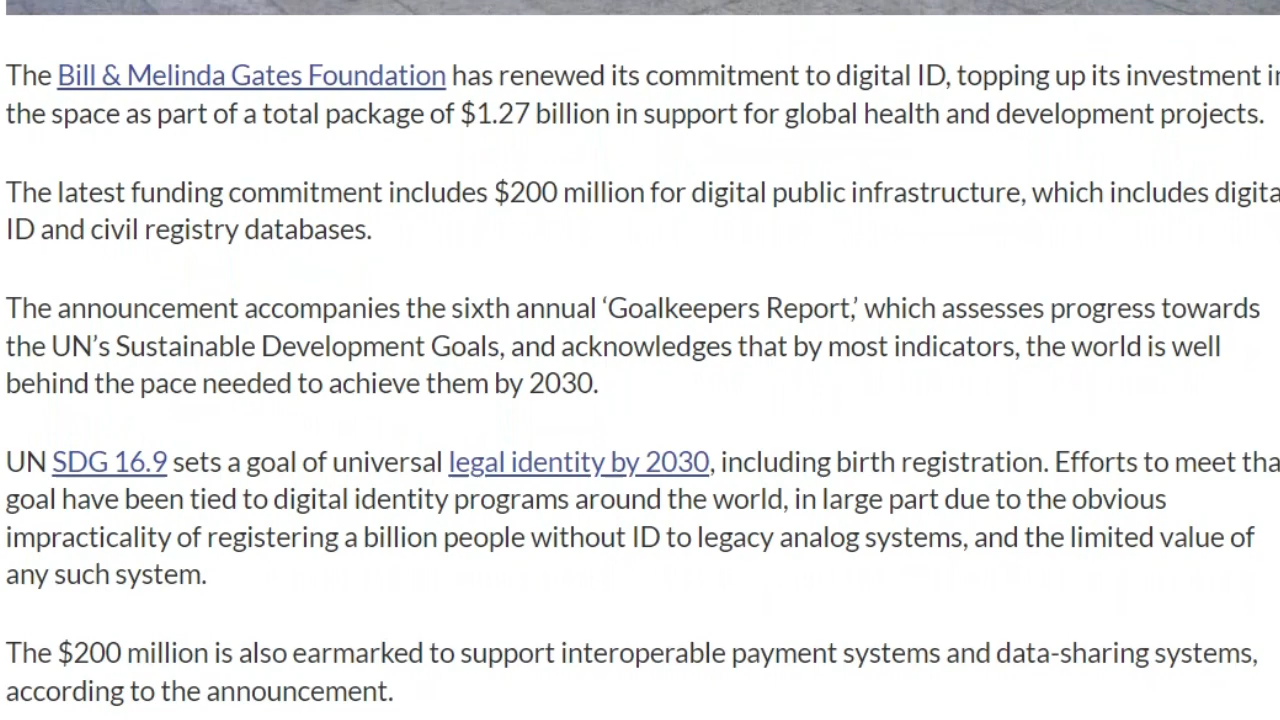 The Bill & Melinda Gates Foundation has renewed its commitment to digital ID, topping up its investment in
the space as part of a total package of $1.27 billion in support for global health and development projects.
The latest funding commitment includes $200 million for digital public infrastructure, which includes digita
ID and civil registry databases.
The announcement accompanies the sixth annual ‘Goalkeepers Report,’ which assesses progress towards
the UN’s Sustainable Development Goals, and acknowledges that by most indicators, the world is well
behind the pace needed to achieve them by 2030.
UN SDG 16.9 sets a goal of universal legal identity by 2030, including birth registration. Efforts to meet tha
goal have been tied to digital identity programs around the world, in large part due to the obvious
impracticality of registering a billion people without ID to legacy analog systems, and the limited value of
any such system.
The $200 million is also earmarked to support interoperable payment systems and data-sharing systems,
according to the announcement.